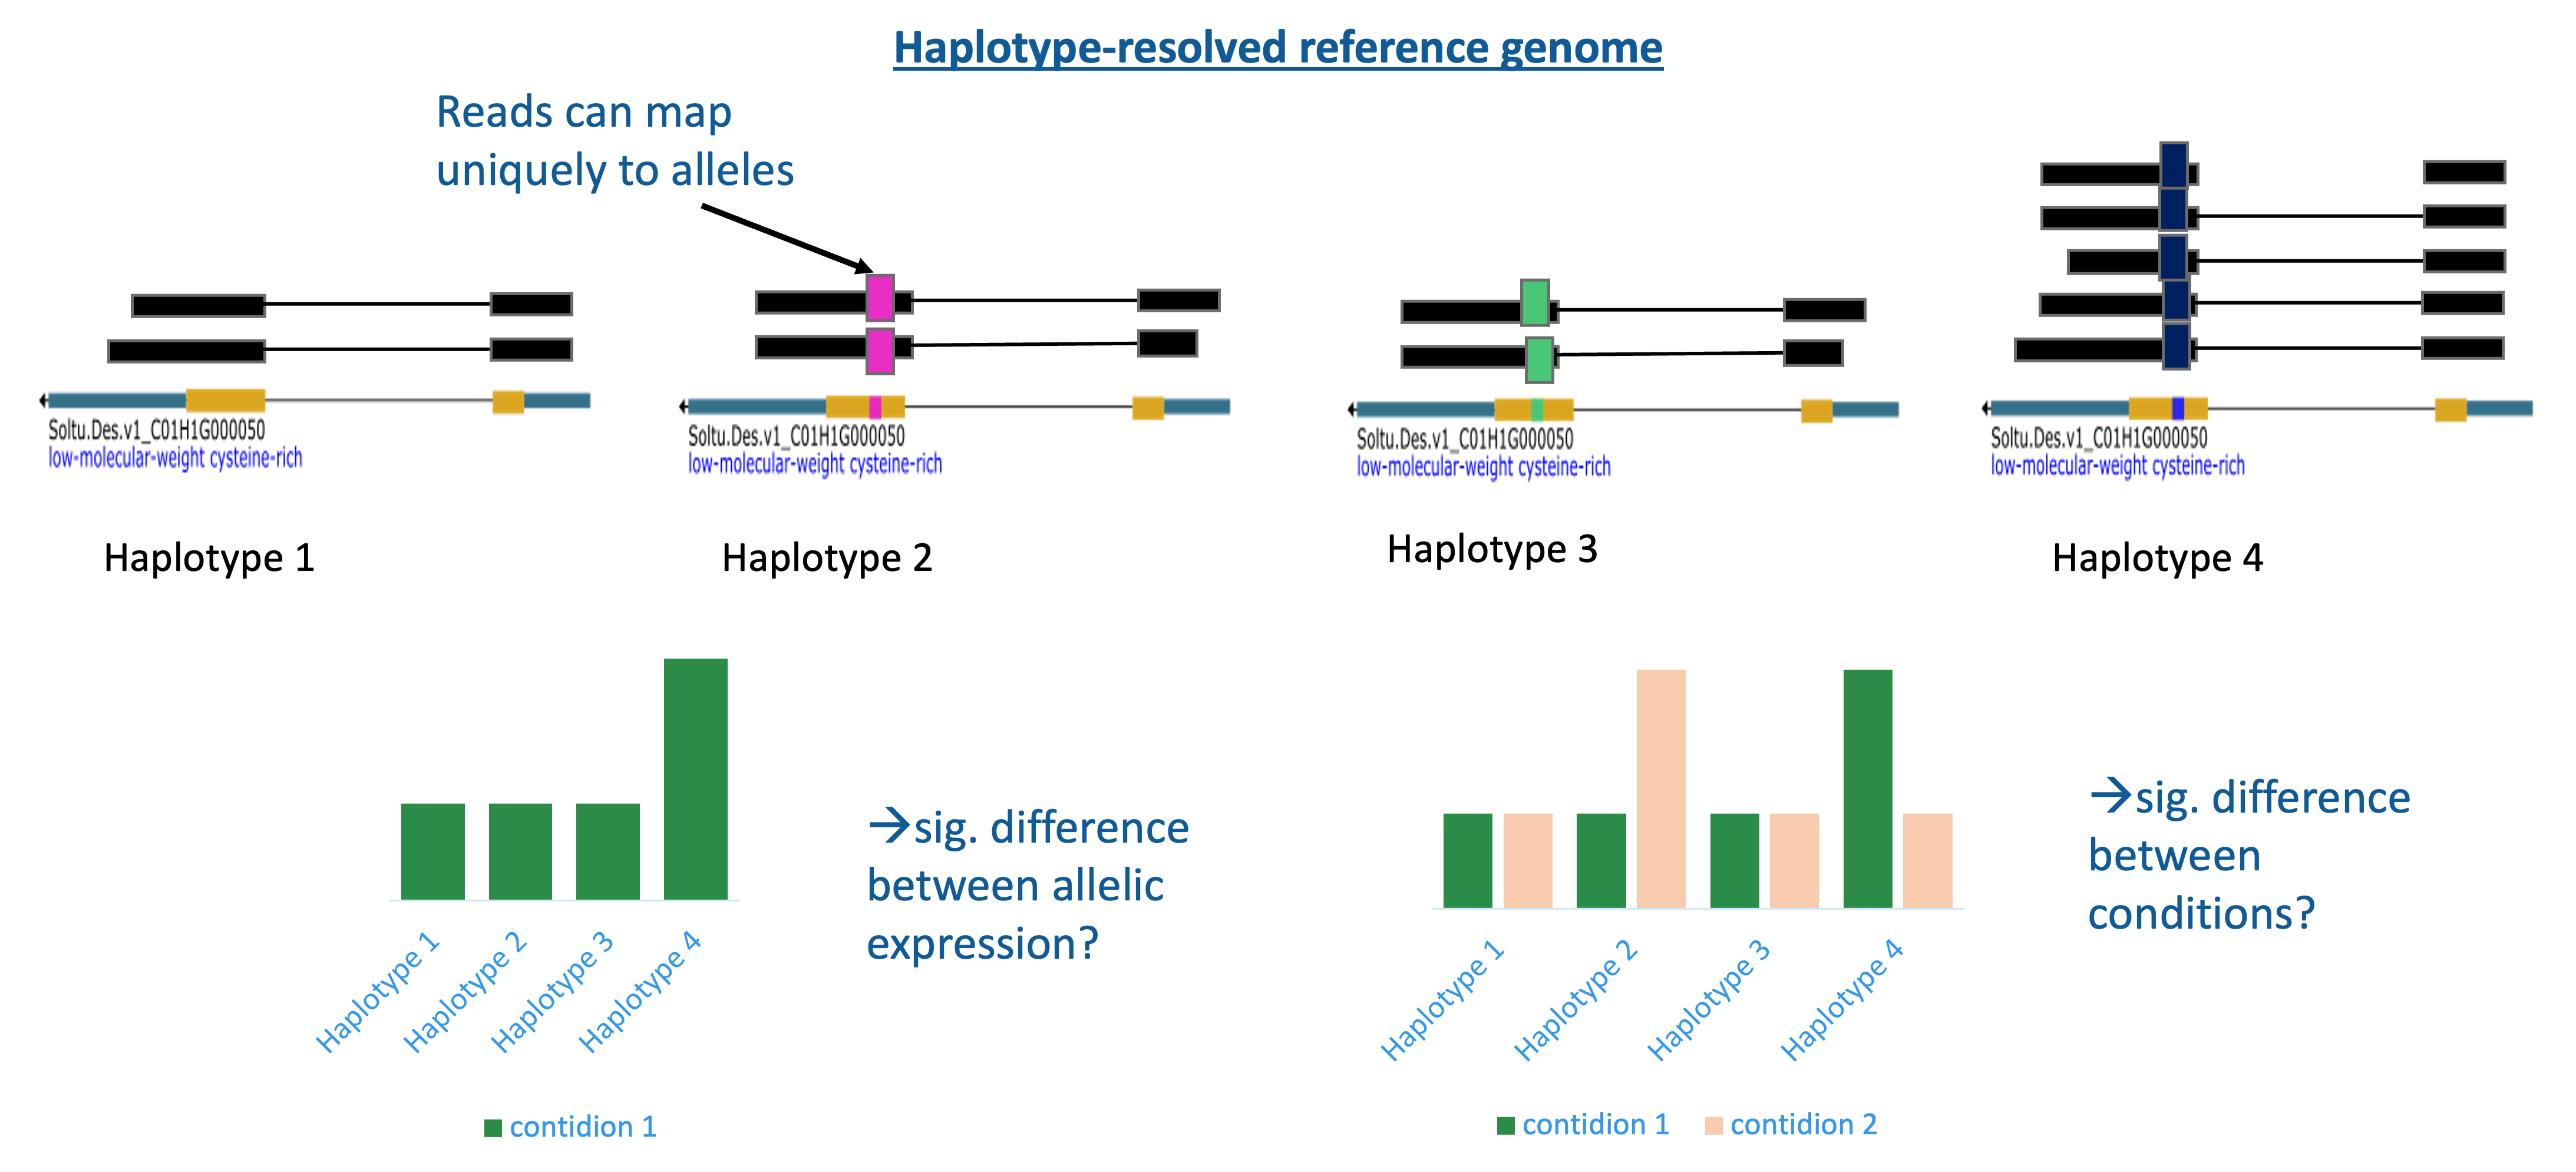 Haplotype-resolved reference genome
Reads can map
uniquely to alleles
Soltu.Des.v1_C01H1G000050
low-molecular-weight cysteine-rich
Soltu.Des.v1_C01H1G000050
low-molecular-weight cysteine-rich
Soltu.Des.v1_C01H1G000050
low-molecular-weight cysteine-rich
Soltu.Des.v1_C01H1G000050
low-molecular-weight cysteine-rich
Haplotype 1
Haplotype 2
Haplotype 3
Haplotype 4
→sig. difference
between allelic
expression?
Haplotype 1
Haplotype 2
Haplotype 3
Haplotype 4
contidion 1
→sig. difference
between
conditions?
Haplotype 1
Haplotype 2
Haplotype 3
Haplotype 4
contidion 1
contidion 2